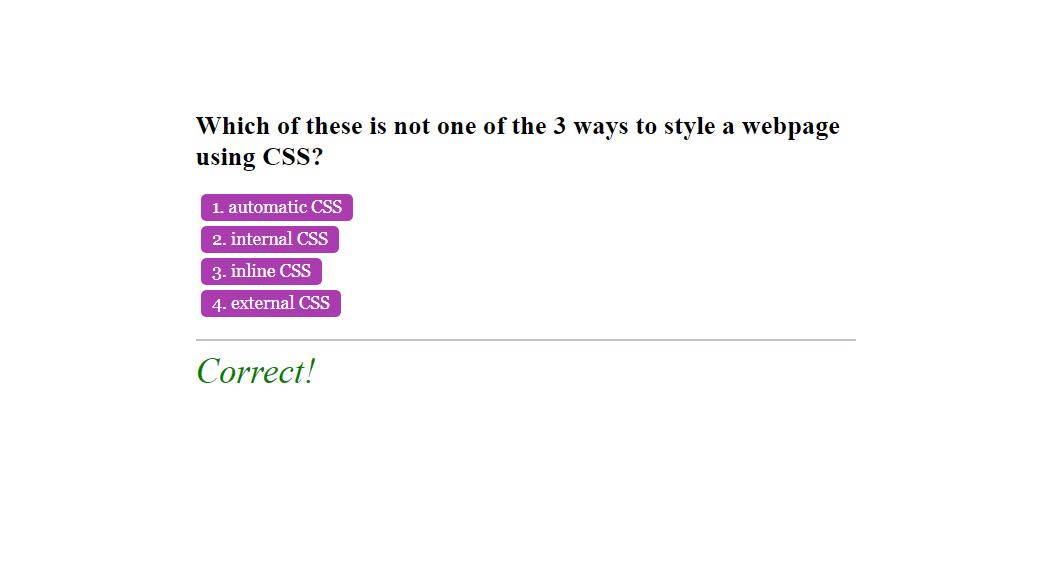 Which of these is not one of the 3 ways to style a webpage
using CSS?
1. automatic CSS
2. internal CSS
3. inline CSS
4. external CSS
Correct!